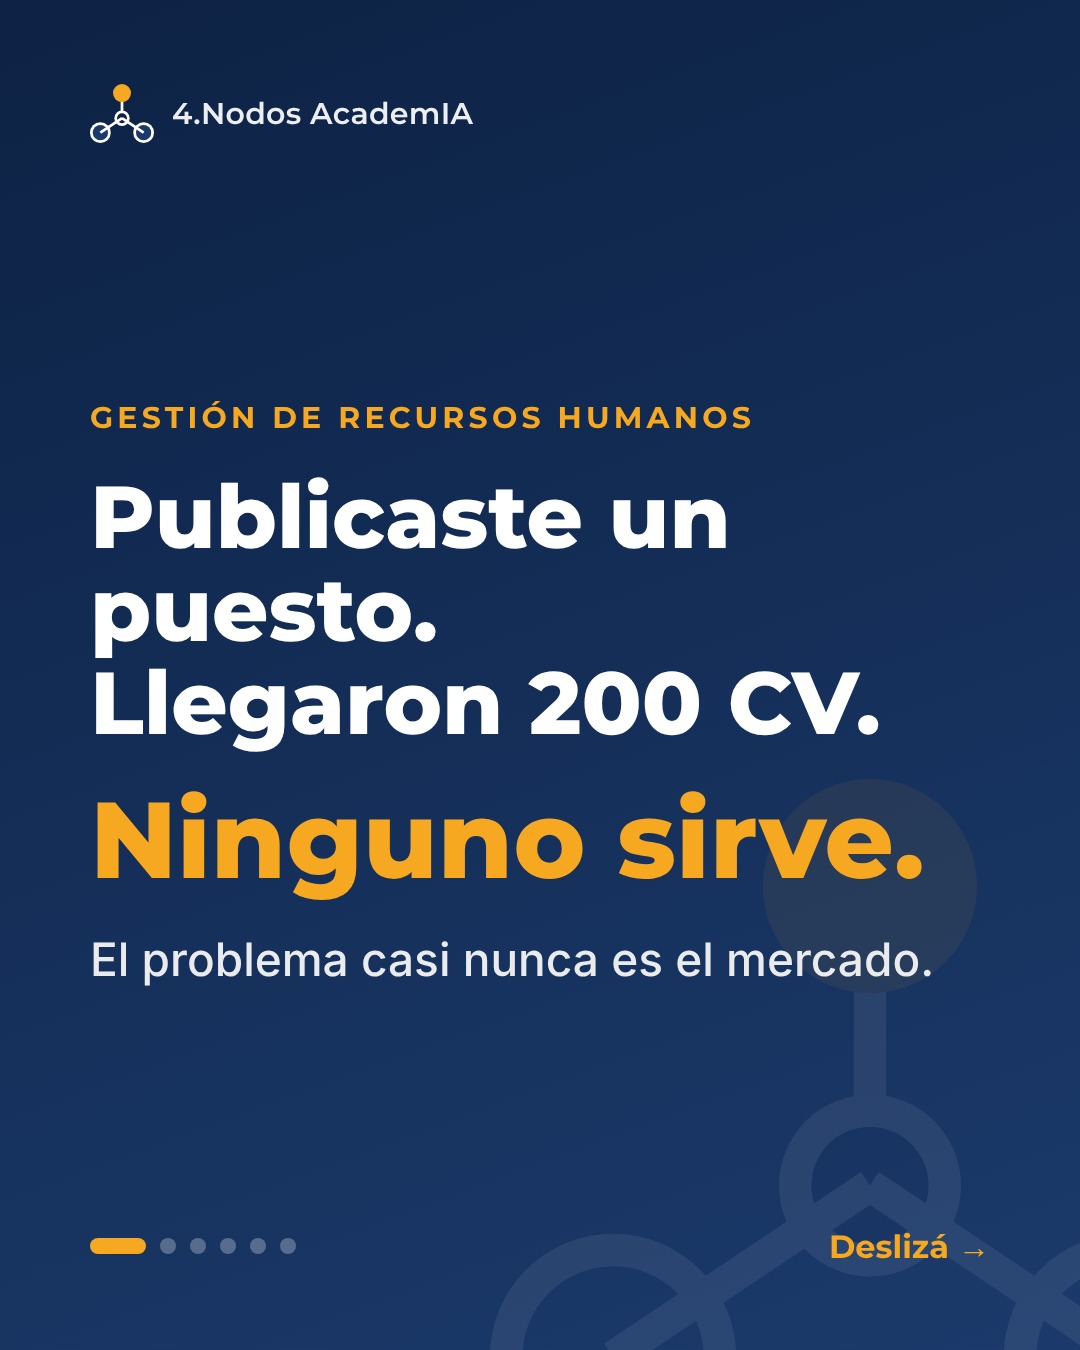 4.Nodos AcademIA
GESTIÓN DE RECURSOS HUMANOS
Publicaste un
puesto.
Llegaron 200 CV.
Ninguno sirve.
El problema casi nunca es el mercado.
Deslizá →